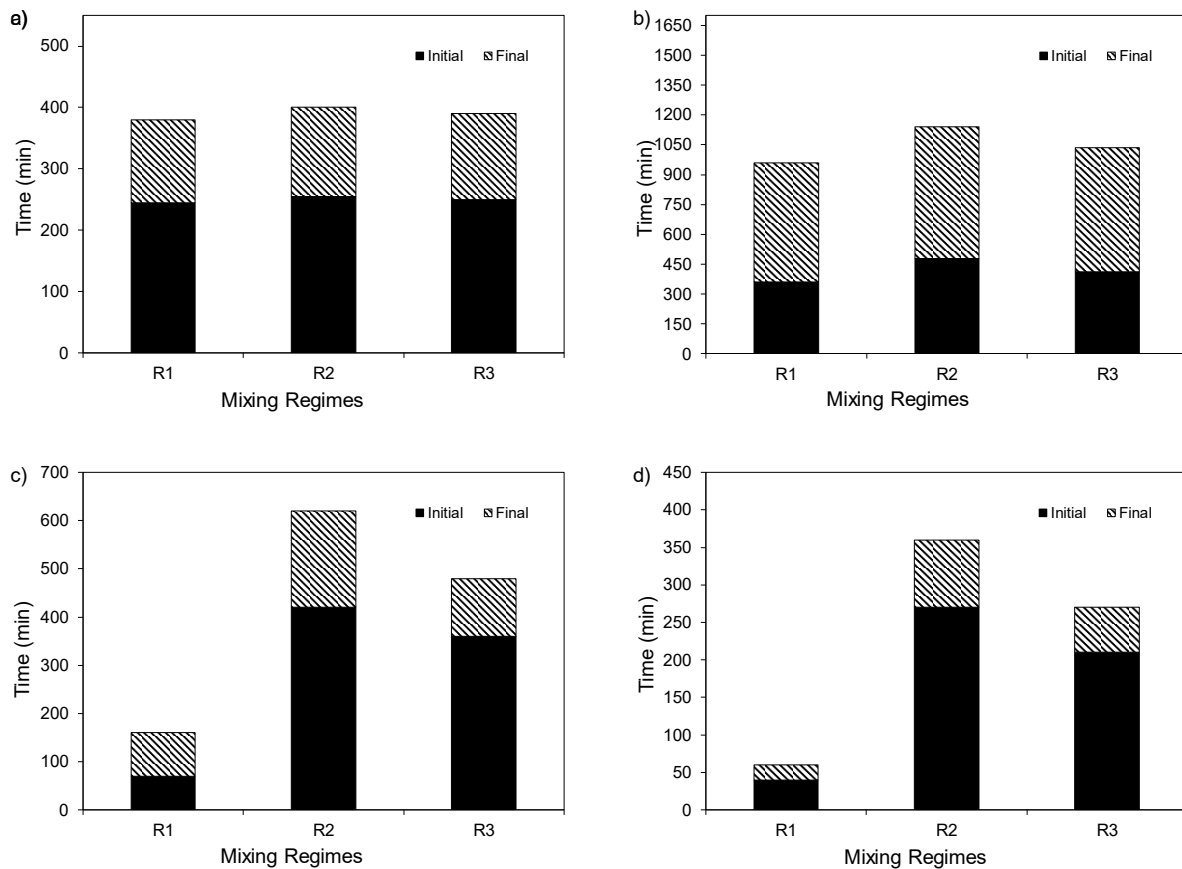 a)
500
400
300
200
100
0
Time (min)
Initial Final
R1 R2 R3
Mixing Regimes
b)
1650
1500
1350
1200
1050
900
750
600
450
300
150
0
Time (min)
Initial Final
R1 R2 R3
Mixing Regimes
c)
700
600
500
400
300
200
100
0
Time (min)
Initial Final
R1 R2 R3
Mixing Regimes
d)
450
400
350
300
250
200
150
100
50
0
Time (min)
Initial Final
R1 R2 R3
Mixing Regimes